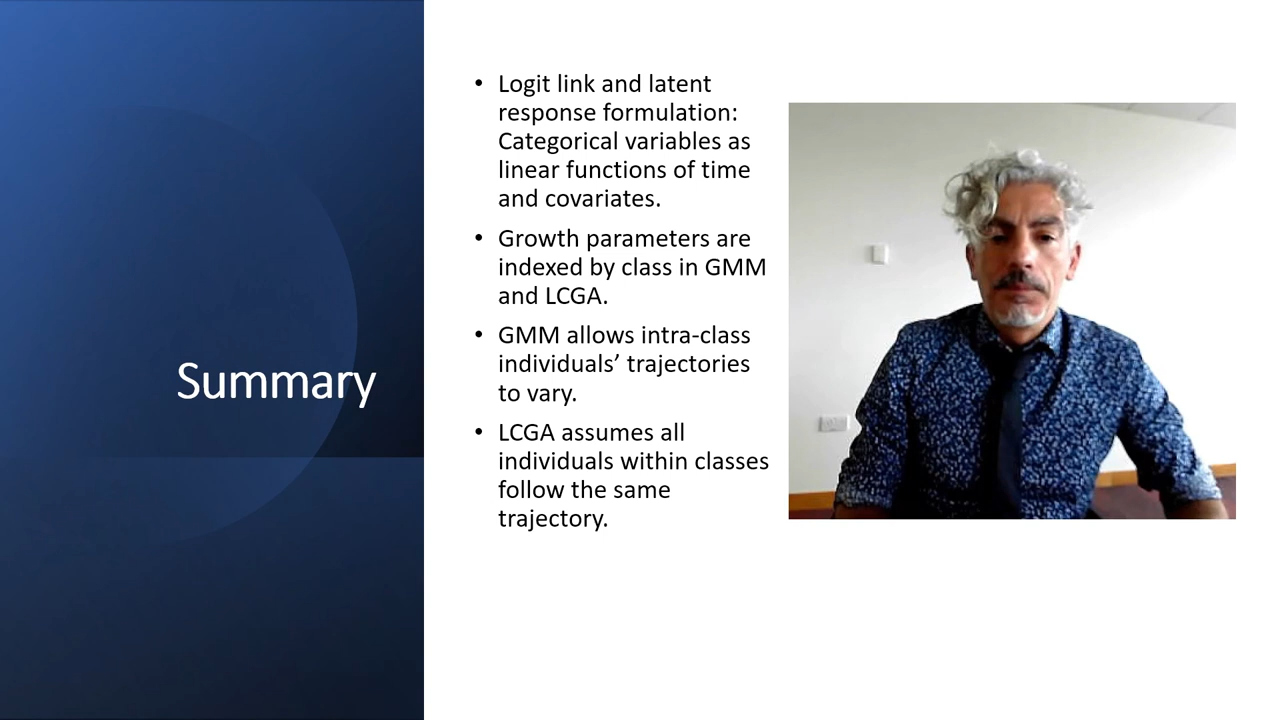 Summary
• Logit link and latent
response formulation:
Categorical variables as
linear functions of time
and covariates.
• Growth parameters are
indexed by class in GMM
and LCGA.
• GMM allows intra-class
individuals’ trajectories
to vary.
• LCGA assumes all
individuals within classes
follow the same
trajectory.